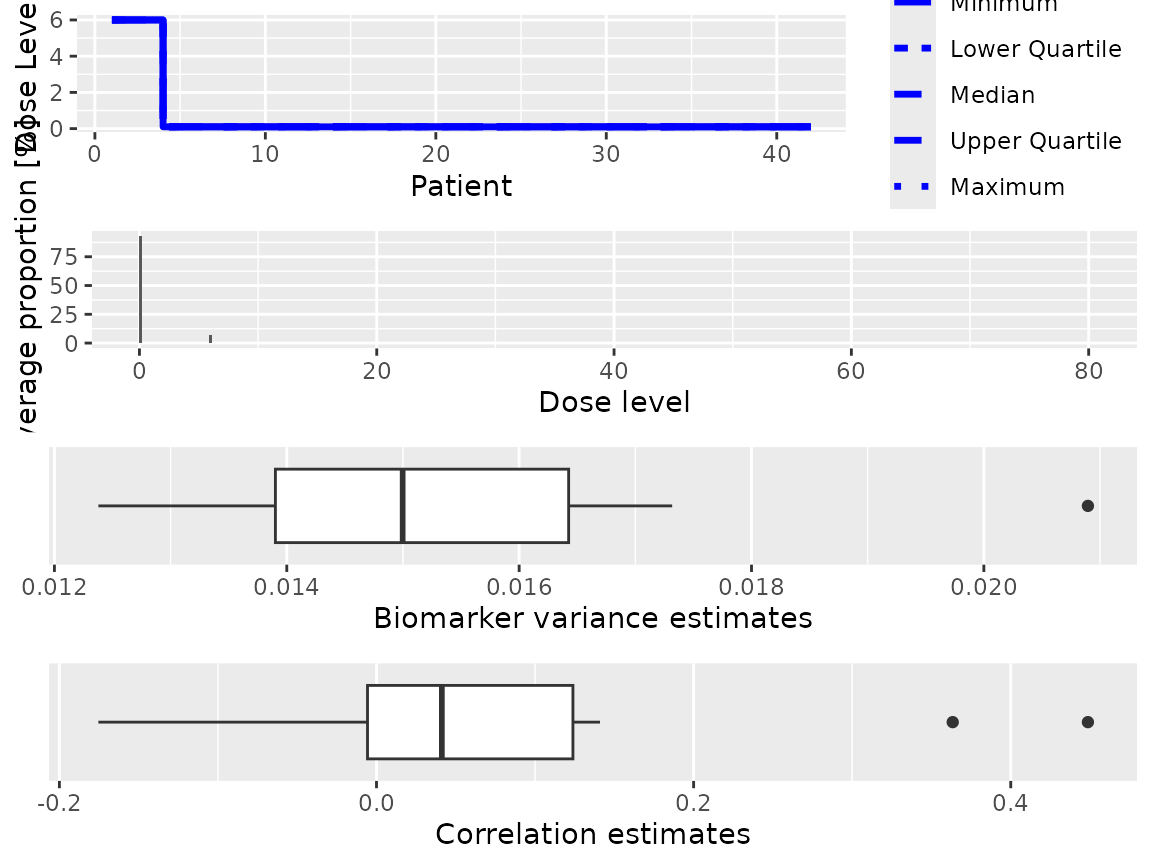 Dose Leve
6
4
2
0
0 10 20 30 40
Patient
Minimum
Lower Quartile
Median
Upper Quartile
Maximum
proportion [%]
75
50
25
0
0 20 40 60 80
Dose level
0.012 0.014 0.016 0.018 0.020
Biomarker variance estimates
-0.2 0.0 0.2 0.4
Correlation estimates